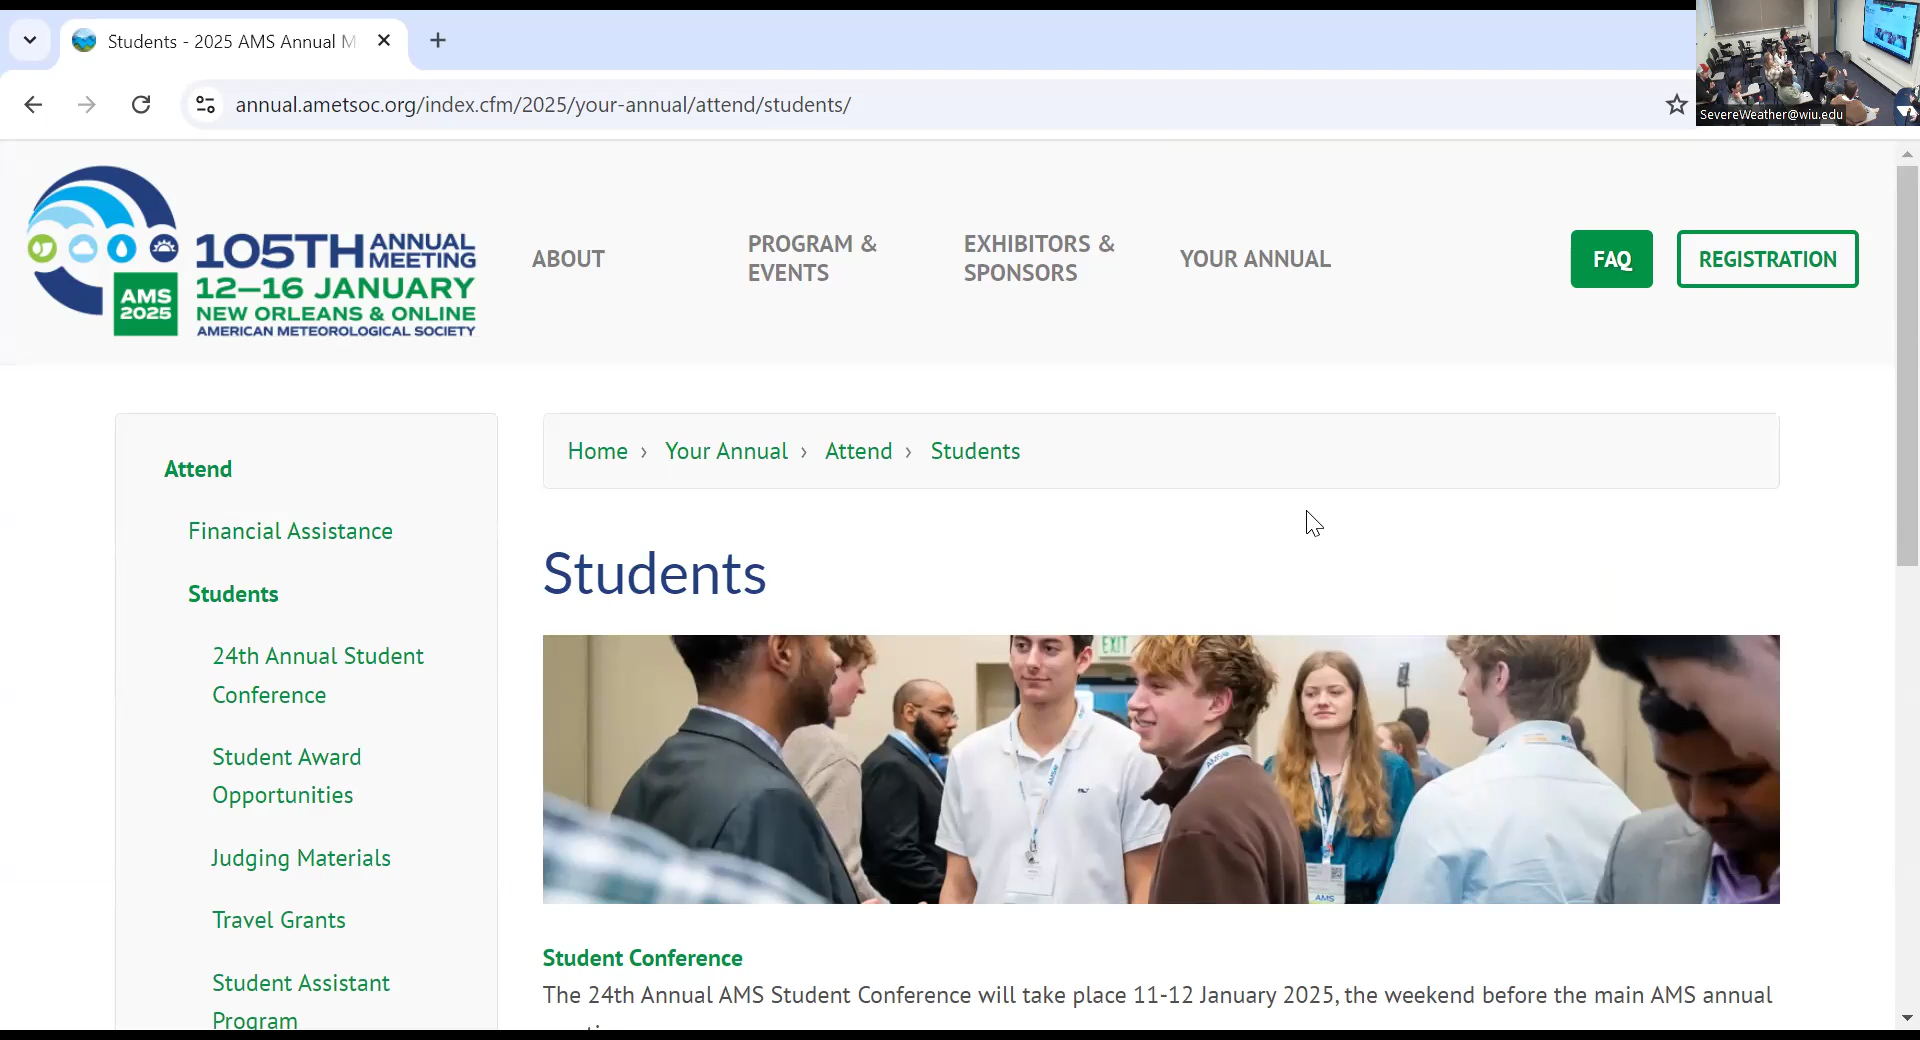 Students - 2025 AMS Annual M
annual.ametsoc.org/index.cfm/2025/your-annual/attend/students/
SevereWeather@wiu.edu
105TH ANNUAL MEETING
12–16 JANUARY
NEW ORLEANS & ONLINE
AMERICAN METEOROLOGICAL SOCIETY
AMS
2025
ABOUT
PROGRAM &
EVENTS
EXHIBITORS &
SPONSORS
YOUR ANNUAL
FAQ
REGISTRATION
Attend
Financial Assistance
Students
24th Annual Student
Conference
Student Award
Opportunities
Judging Materials
Travel Grants
Student Assistant
Program
Home › Your Annual › Attend › Students
Students
EXIT
AMS
AMS
AMS
Student Conference
The 24th Annual AMS Student Conference will take place 11-12 January 2025, the weekend before the main AMS annual